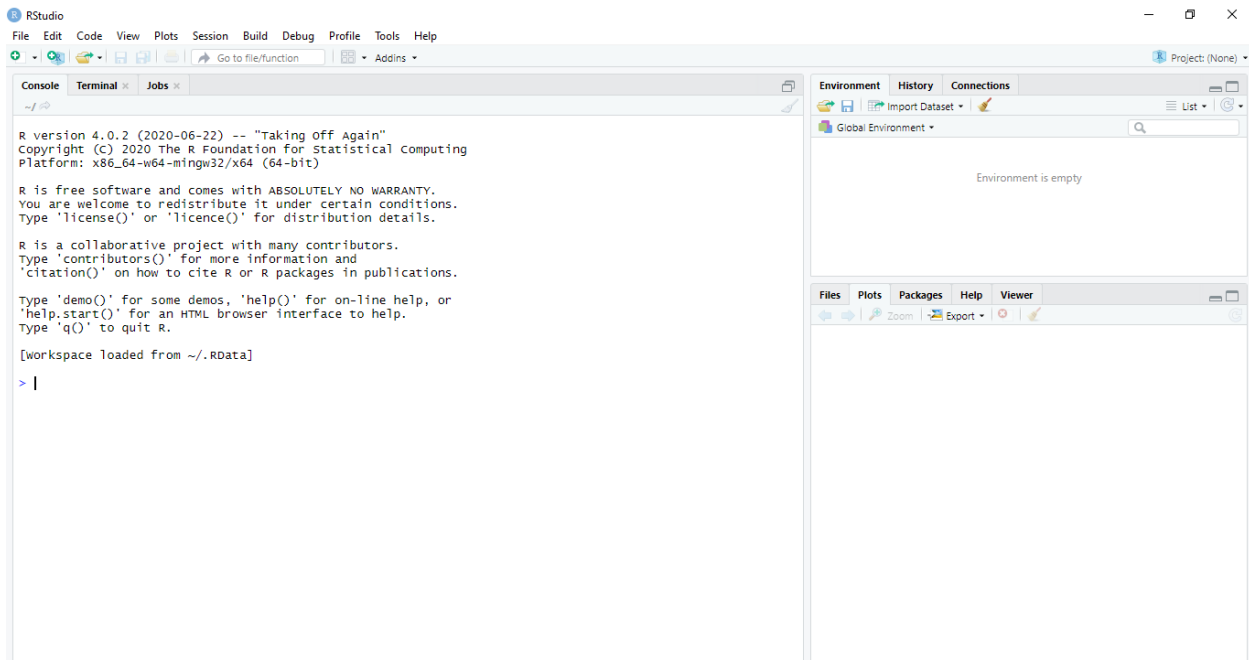 RStudio
File Edit Code View Plots Session Build Debug Profile Tools Help
Go to file/function Addins Project: (None)
Console Terminal Jobs
~/
R version 4.0.2 (2020-06-22) -- "Taking Off Again"
Copyright (C) 2020 The R Foundation for Statistical Computing
Platform: x86_64-w64-mingw32/x64 (64-bit)
R is free software and comes with ABSOLUTELY NO WARRANTY.
You are welcome to redistribute it under certain conditions.
Type 'license()' or 'licence()' for distribution details.
R is a collaborative project with many contributors.
Type 'contributors()' for more information and
'citation()' on how to cite R or R packages in publications.
Type 'demo()' for some demos, 'help()' for on-line help, or
'help.start()' for an HTML browser interface to help.
Type 'q()' to quit R.
[Workspace loaded from ~/.RData]
>
Environment History Connections
Import Dataset List
Global Environment
Environment is empty
Files Plots Packages Help Viewer
Zoom Export